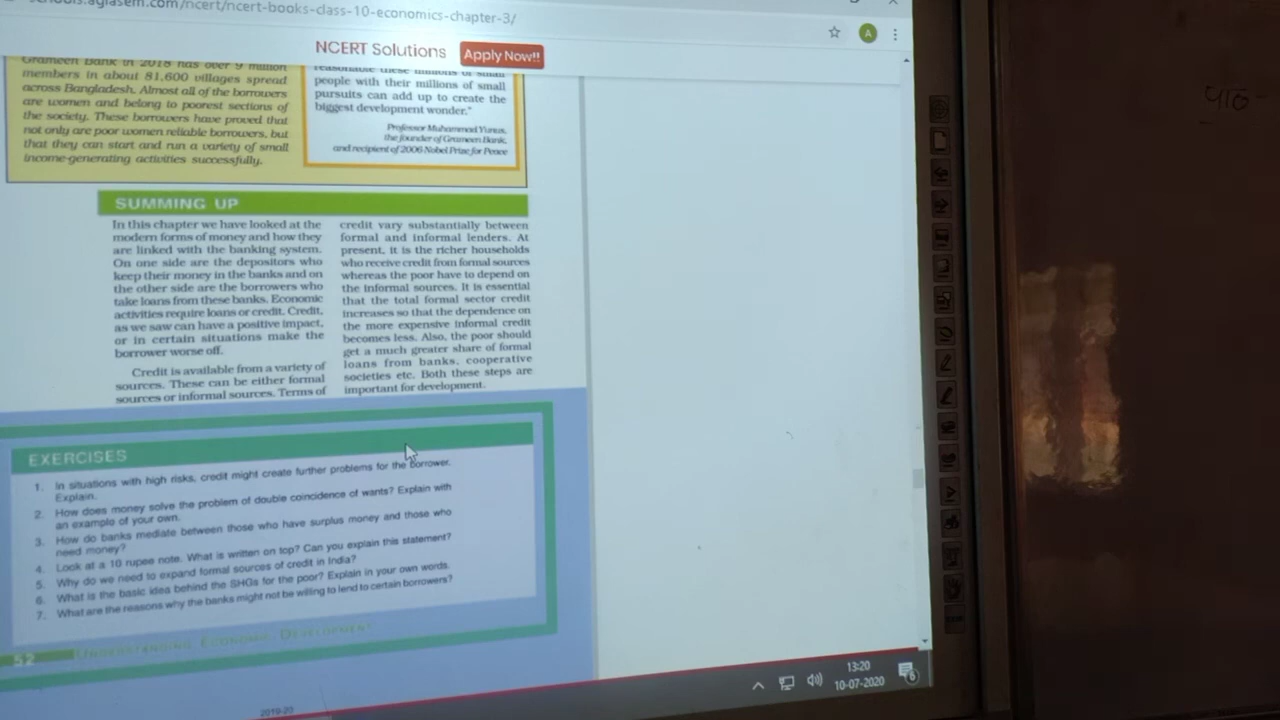 schools.aglasem.com/ncert/ncert-books-class-10-economics-chapter-3/
A
NCERT Solutions
Apply Now!!
Grameen Bank in 2018 has over 9 million
members in about 81,600 villages spread
across Bangladesh. Almost all of the borrowers
are women and belong to poorest sections of
the society. These borrowers have proved that
not only are poor women reliable borrowers, but
that they can start and run a variety of small
income-generating activities successfully.
reasonable these millions of small
people with their millions of small
pursuits can add up to create the
biggest development wonder."
Professor Muhammad Yunus,
the founder of Grameen Bank,
and recipient of 2006 Nobel Prize for Peace
SUMMING UP
In this chapter we have looked at the
modern forms of money and how they
are linked with the banking system.
On one side are the depositors who
keep their money in the banks and on
the other side are the borrowers who
take loans from these banks. Economic
activities require loans or credit. Credit,
as we saw can have a positive impact,
or in certain situations make the
borrower worse off.
Credit is available from a variety of
sources. These can be either formal
sources or informal sources. Terms of
credit vary substantially between
formal and informal lenders. At
present, it is the richer households
who receive credit from formal sources
whereas the poor have to depend on
the informal sources. It is essential
that the total formal sector credit
increases so that the dependence on
the more expensive informal credit
becomes less. Also, the poor should
get a much greater share of formal
loans from banks, cooperative
societies etc. Both these steps are
important for development.
EXERCISES
1. In situations with high risks, credit might create further problems for the borrower.
Explain.
2. How does money solve the problem of double coincidence of wants? Explain with
an example of your own.
3. How do banks mediate between those who have surplus money and those who
need money?
4. Look at a 10 rupee note. What is written on top? Can you explain this statement?
5. Why do we need to expand formal sources of credit in India?
6. What is the basic idea behind the SHGs for the poor? Explain in your own words.
7. What are the reasons why the banks might not be willing to lend to certain borrowers?
52 UNDERSTANDING ECONOMIC DEVELOPMENT
2019-20
13:20
10-07-2020
6
पाठ-